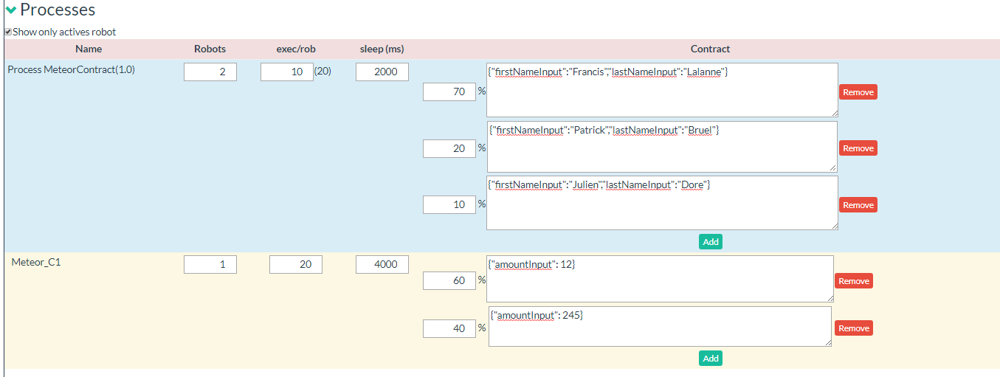 Processes
Show only actives robot
Name Robots exec/rob sleep (ms) Contract
Process MeteorContract(1.0) 2 10 (20) 2000
70 % {"firstNameInput":"Francis","lastNameInput":"Lalanne"} Remove
20 % {"firstNameInput":"Patrick","lastNameInput":"Bruel"} Remove
10 % {"firstNameInput":"Julien","lastNameInput":"Dore"} Remove
Add
Meteor_C1 1 20 4000
60 % {"amountInput": 12} Remove
40 % {"amountInput": 245} Remove
Add